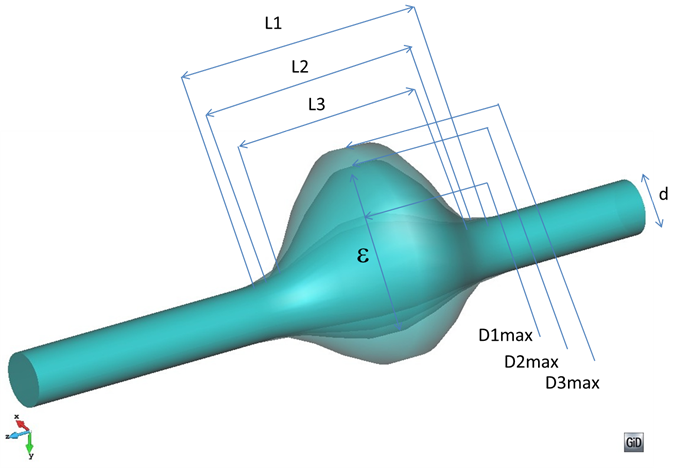 L1
L2
L3
d
ε
D1max
D2max
D3max
x
z
y
GiD